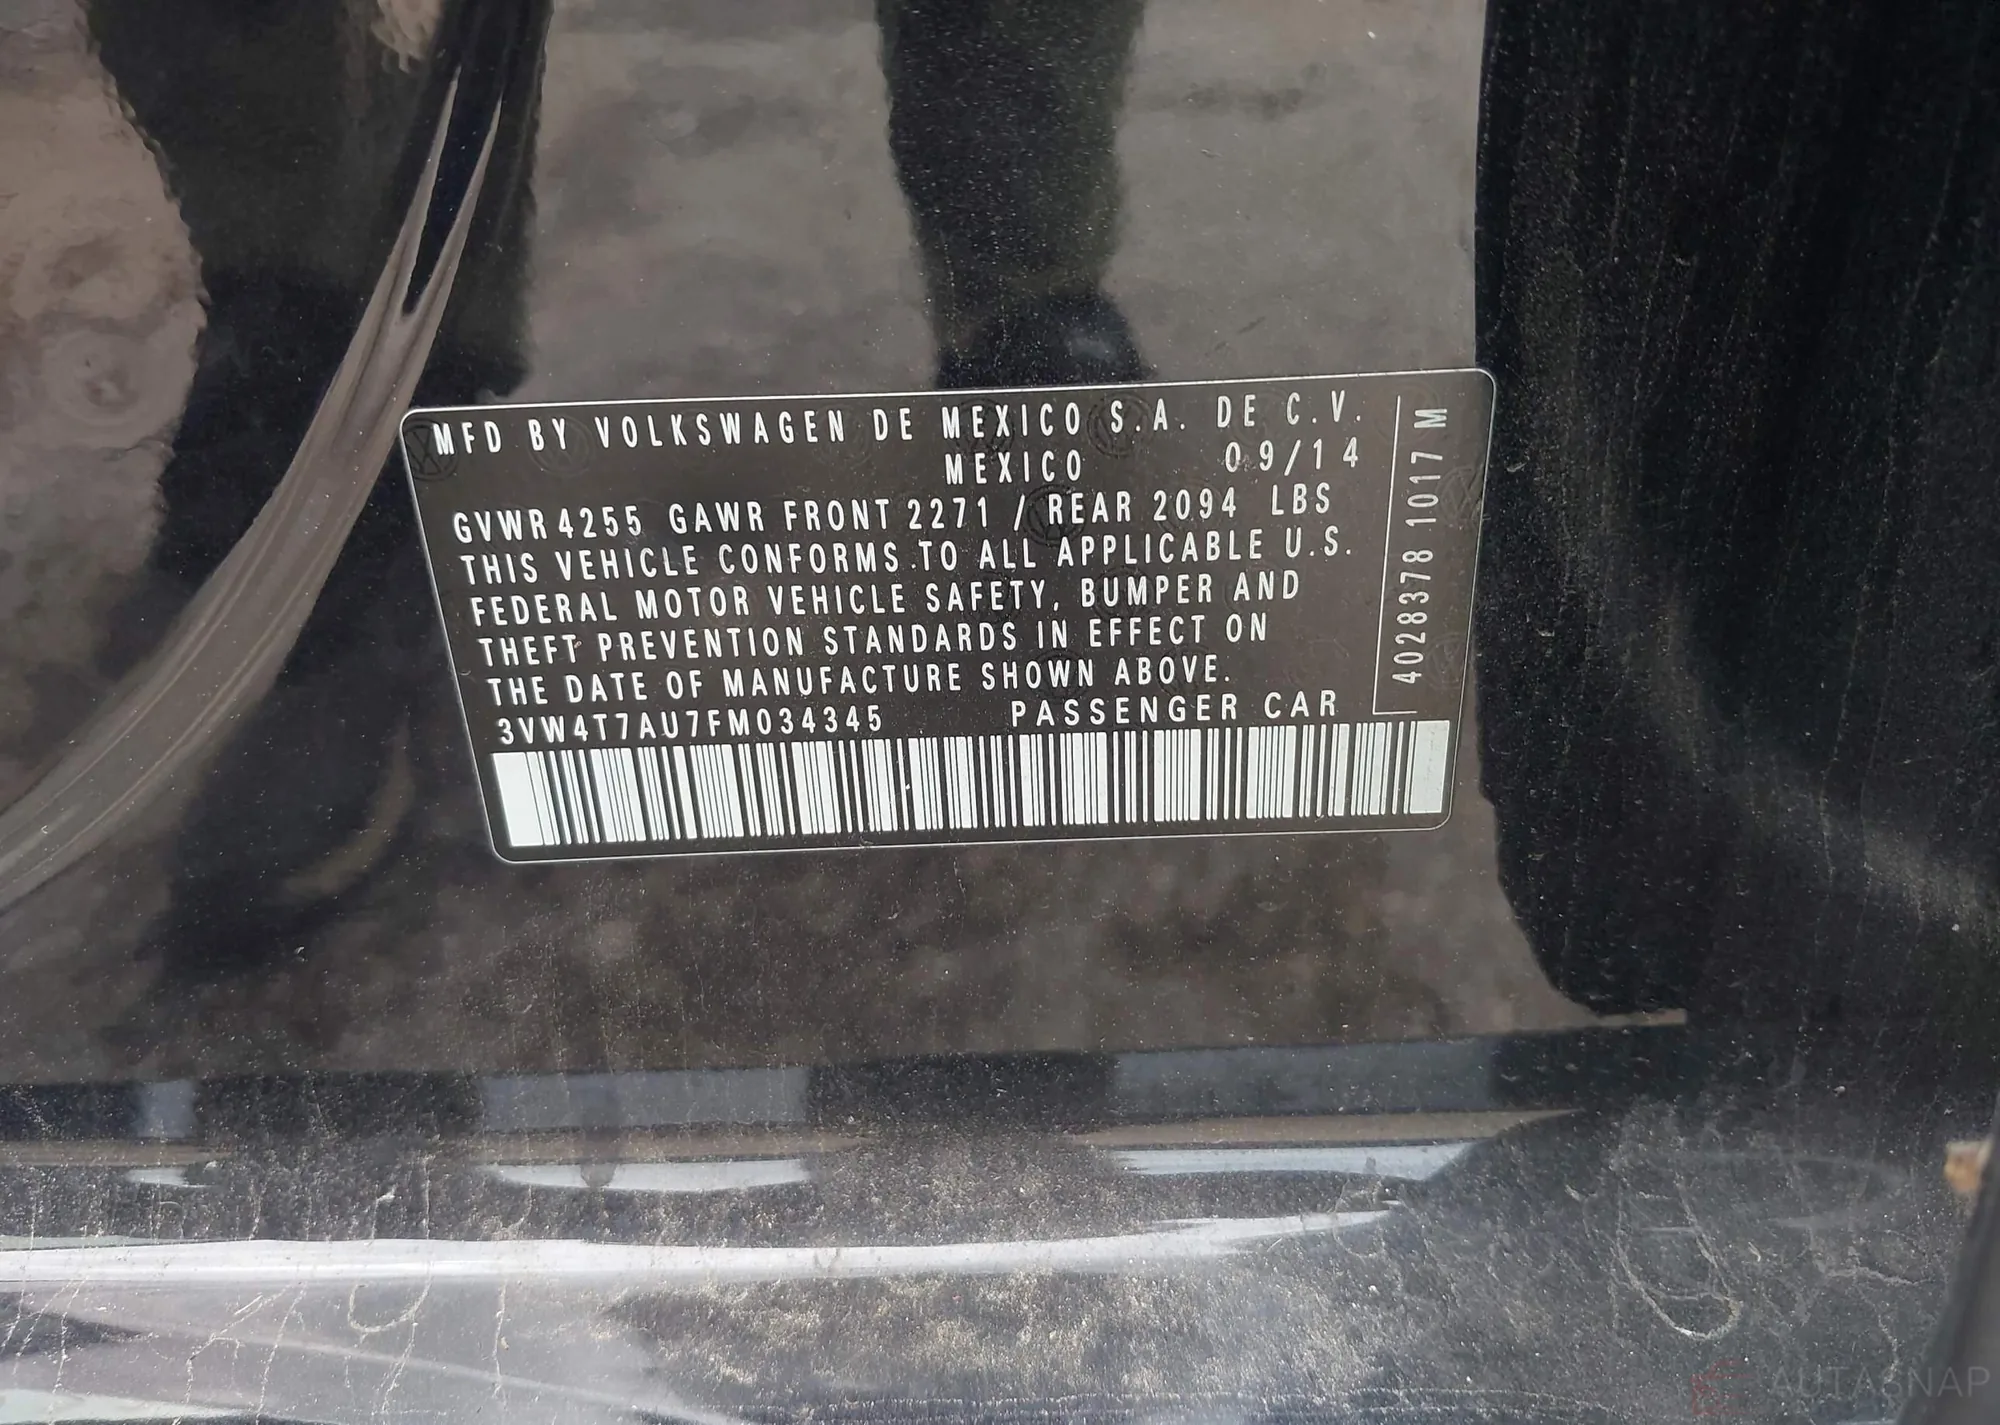 MFD BY VOLKSWAGEN DE MEXICO S.A. DE C.V.
MEXICO 09/14
GVWR 4255 GAWR FRONT 2271 / REAR 2094 LBS
THIS VEHICLE CONFORMS TO ALL APPLICABLE U.S.
FEDERAL MOTOR VEHICLE SAFETY, BUMPER AND
THEFT PREVENTION STANDARDS IN EFFECT ON
THE DATE OF MANUFACTURE SHOWN ABOVE.
3VW4T7AU7FM034345 PASSENGER CAR
40283378 1017 M
AUTASNAP